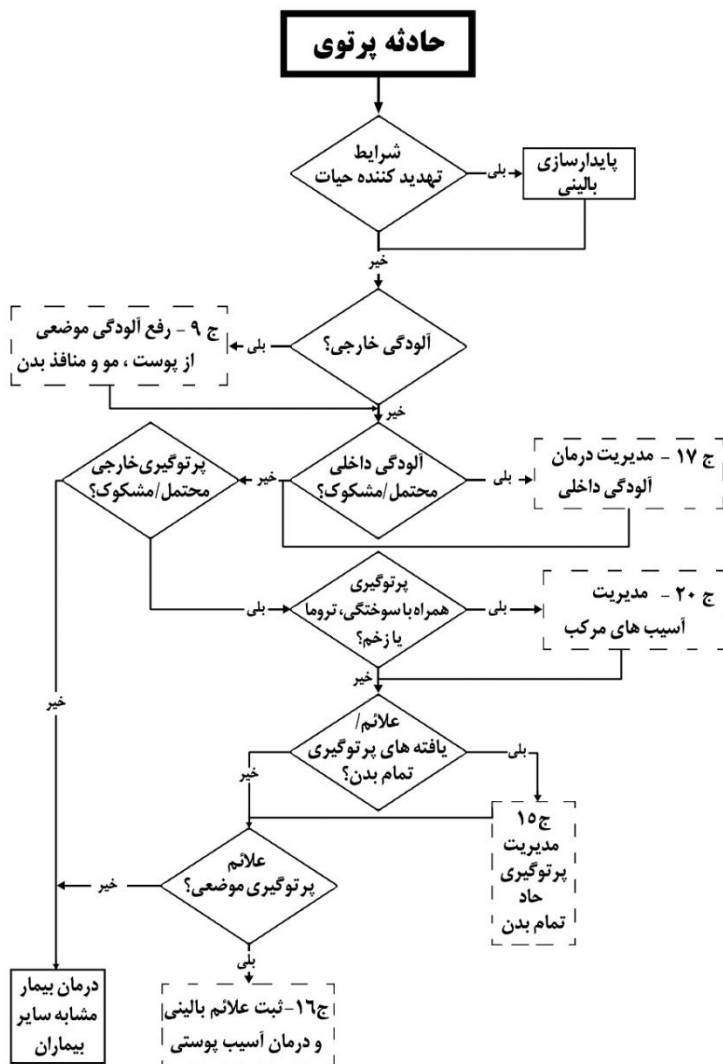 حادثه پرتوی
شرایط
تهدید کننده حیات
بلی
پایدارسازی
بالینی
خیر
آلودگی خارجی؟
بلی
ج ۹ - رفع آلودگی موضعی
از پوست ، مو و منافذ بدن
خیر
آلودگی داخلی
محتمل/مشکوک؟
بلی
ج ۱۷ - مدیریت درمان
آلودگی داخلی
خیر
پرتوگیری خارجی
محتمل/مشکوک؟
بلی
خیر
پرتوگیری
همراه با سوختگی، تروما
یا زخم؟
بلی
ج ۲۰ - مدیریت
آسیب های مرکب
خیر
علائم/
یافته های پرتوگیری
تمام بدن؟
بلی
ج۱۵
مدیریت
پرتوگیری
حاد
تمام بدن
خیر
علائم
پرتوگیری موضعی؟
خیر
بلی
ج۱۶-ثبت علائم بالینی
و درمان آسیب پوستی
درمان بیمار
مشابه سایر
بیماران